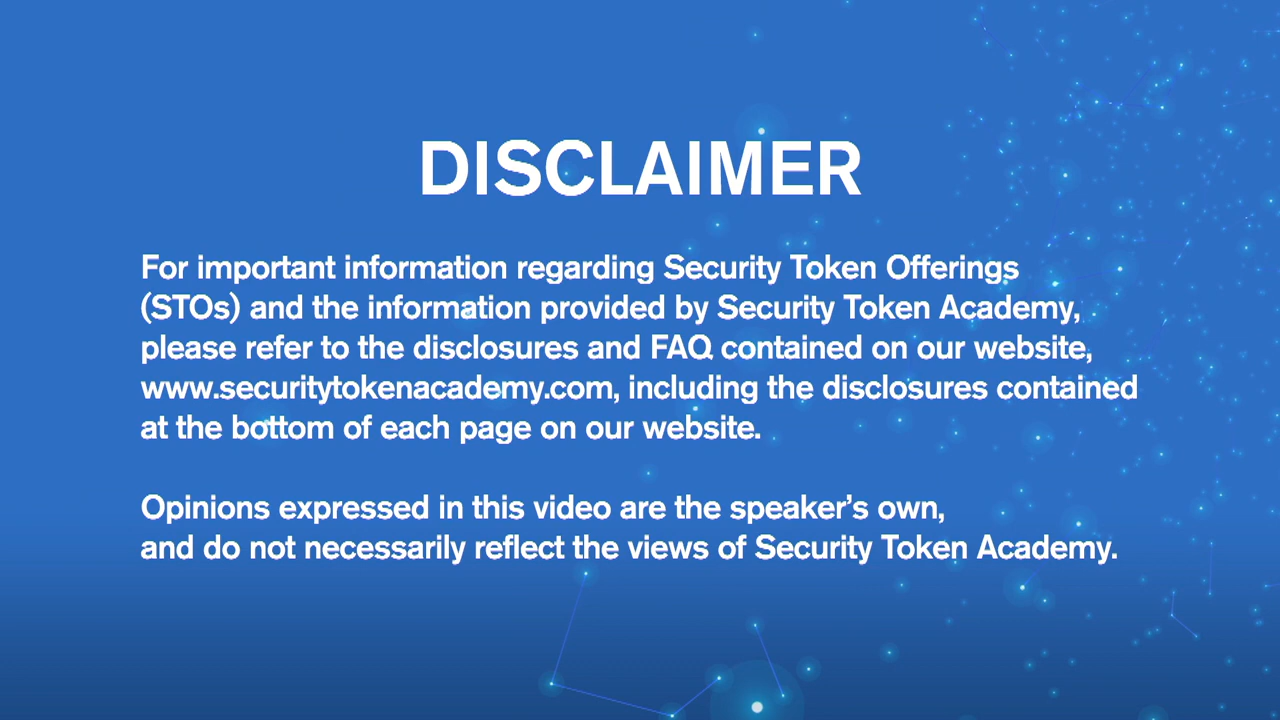 DISCLAIMER
For important information regarding Security Token Offerings
(STOs) and the information provided by Security Token Academy,
please refer to the disclosures and FAQ contained on our website,
www.securitytokenacademy.com, including the disclosures contained
at the bottom of each page on our website.
Opinions expressed in this video are the speaker’s own,
and do not necessarily reflect the views of Security Token Academy.